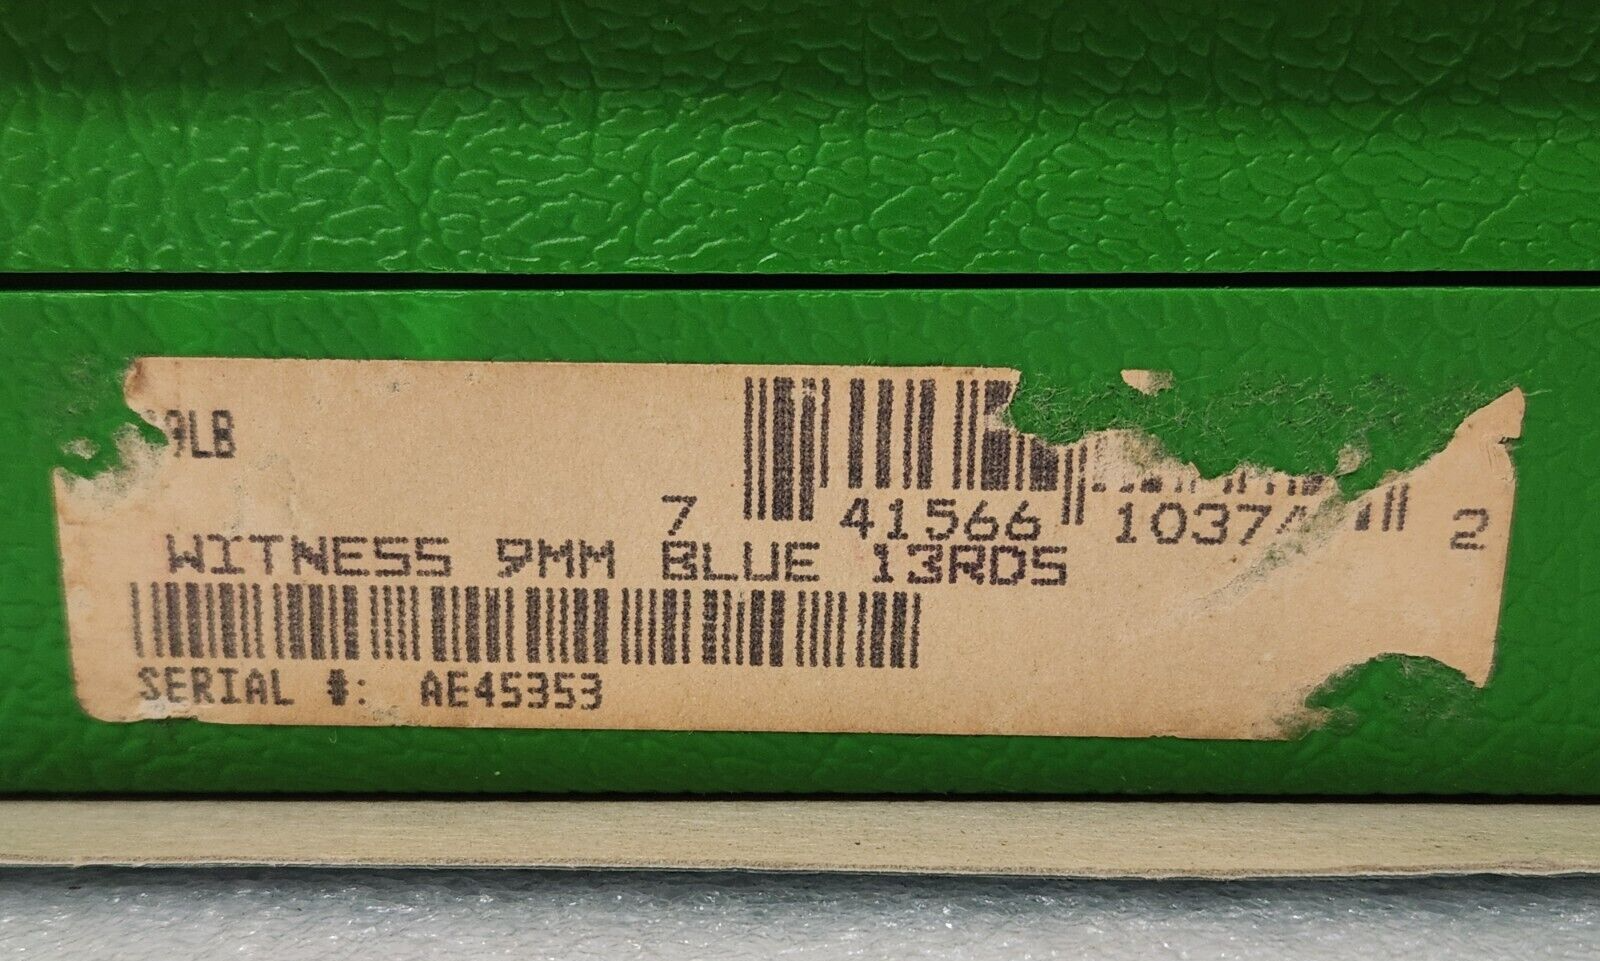 9LB
7 41566 1037 2
WITNESS 9MM BLUE 13RDS
SERIAL #: AE45353